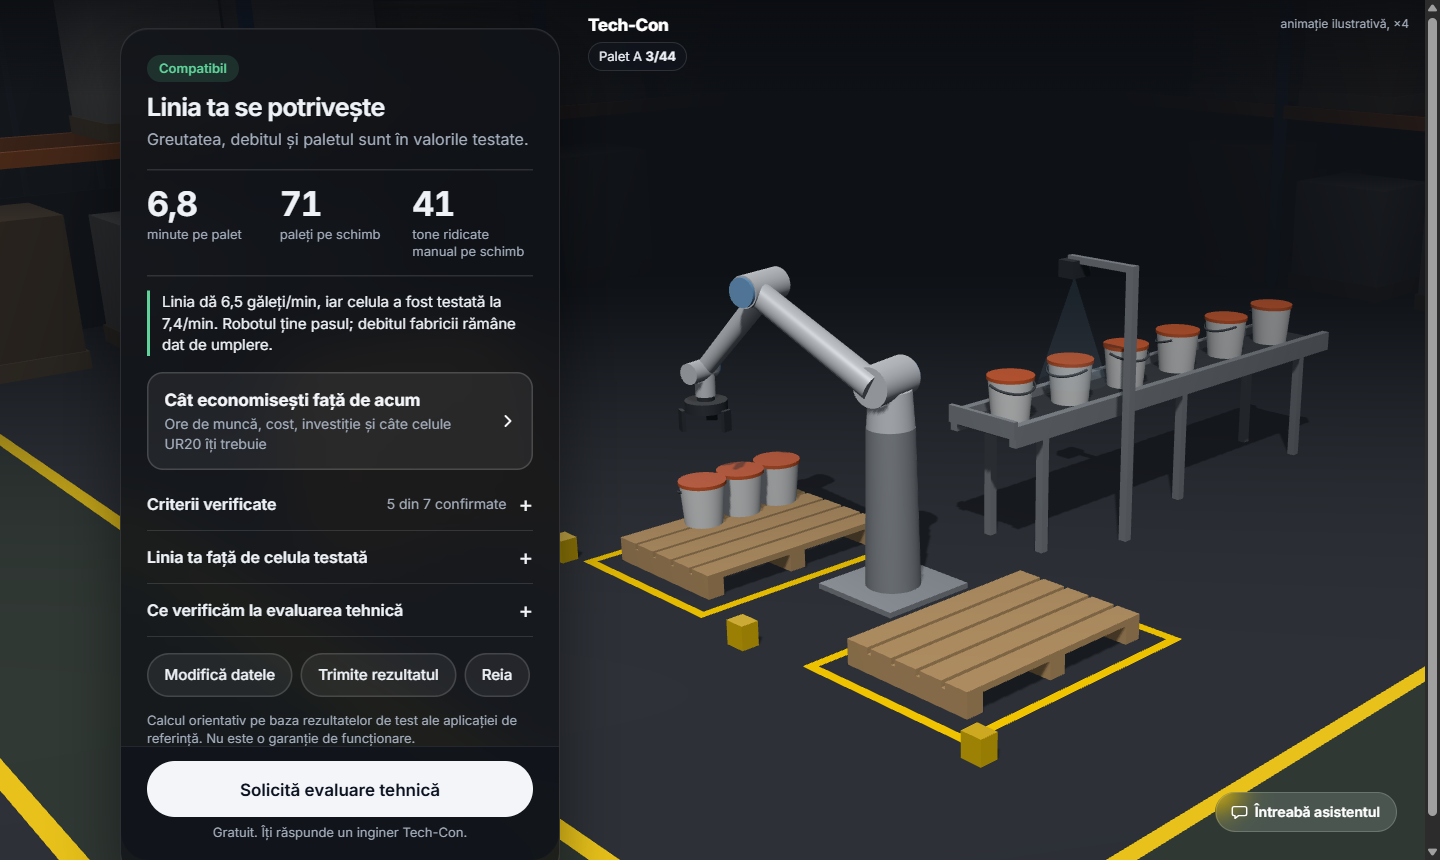 Compatibil
Linia ta se potrivește
Greutatea, debitul și paletul sunt în valorile testate.
6,8
minute pe palet
71
paleți pe schimb
41
tone ridicate
manual pe schimb
Linia dă 6,5 găleți/min, iar celula a fost testată la
7,4/min. Robotul ține pasul; debitul fabricii rămâne
dat de umplere.
Cât economisești față de acum
Ore de muncă, cost, investiție și câte celule
UR20 îți trebuie
Criterii verificate 5 din 7 confirmate +
Linia ta față de celula testată +
Ce verificăm la evaluarea tehnică +
Modifică datele Trimite rezultatul Reia
Calcul orientativ pe baza rezultatelor de test ale aplicației de
referință. Nu este o garanție de funcționare.
Solicită evaluare tehnică
Gratuit. Îți răspunde un inginer Tech-Con.
Tech-Con
Palet A 3/44
animație ilustrativă, ×4
Întreabă asistentul